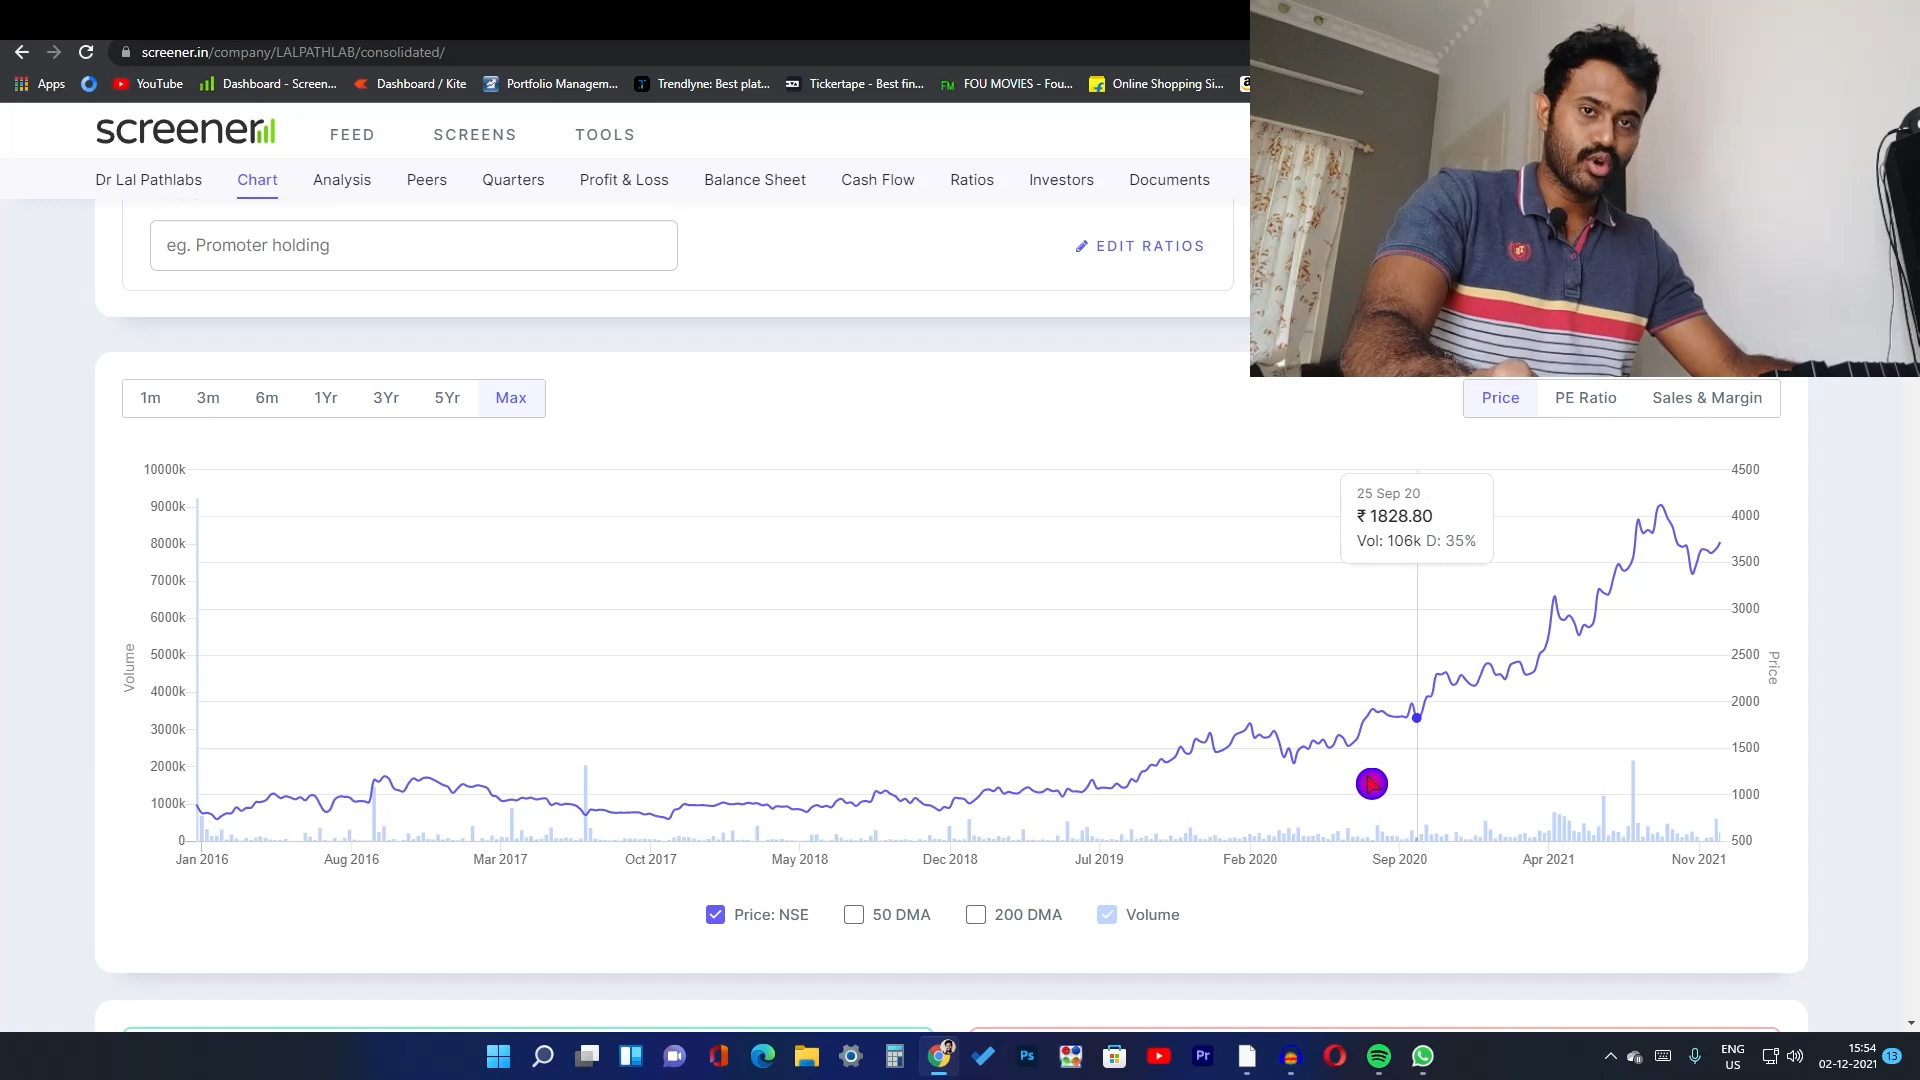 screener.in/company/LALPATHLAB/consolidated/
Apps YouTube Dashboard - Screen... Dashboard / Kite Portfolio Managem... Trendlyne: Best plat... Tickertape - Best fin... FM FOU MOVIES - Fou... Online Shopping Si...
screener FEED SCREENS TOOLS
Dr Lal Pathlabs Chart Analysis Peers Quarters Profit & Loss Balance Sheet Cash Flow Ratios Investors Documents
eg. Promoter holding EDIT RATIOS
1m 3m 6m 1Yr 3Yr 5Yr Max Price PE Ratio Sales & Margin
25 Sep 20
₹ 1828.80
Vol: 106k D: 35%
10000k
9000k
8000k
7000k
6000k
5000k
4000k
3000k
2000k
1000k
0
Volume
4500
4000
3500
3000
2500
2000
1500
1000
500
Price
Jan 2016 Aug 2016 Mar 2017 Oct 2017 May 2018 Dec 2018 Jul 2019 Feb 2020 Sep 2020 Apr 2021 Nov 2021
Price: NSE 50 DMA 200 DMA Volume
Ps Pr
ENG
US
15:54
02-12-2021
13